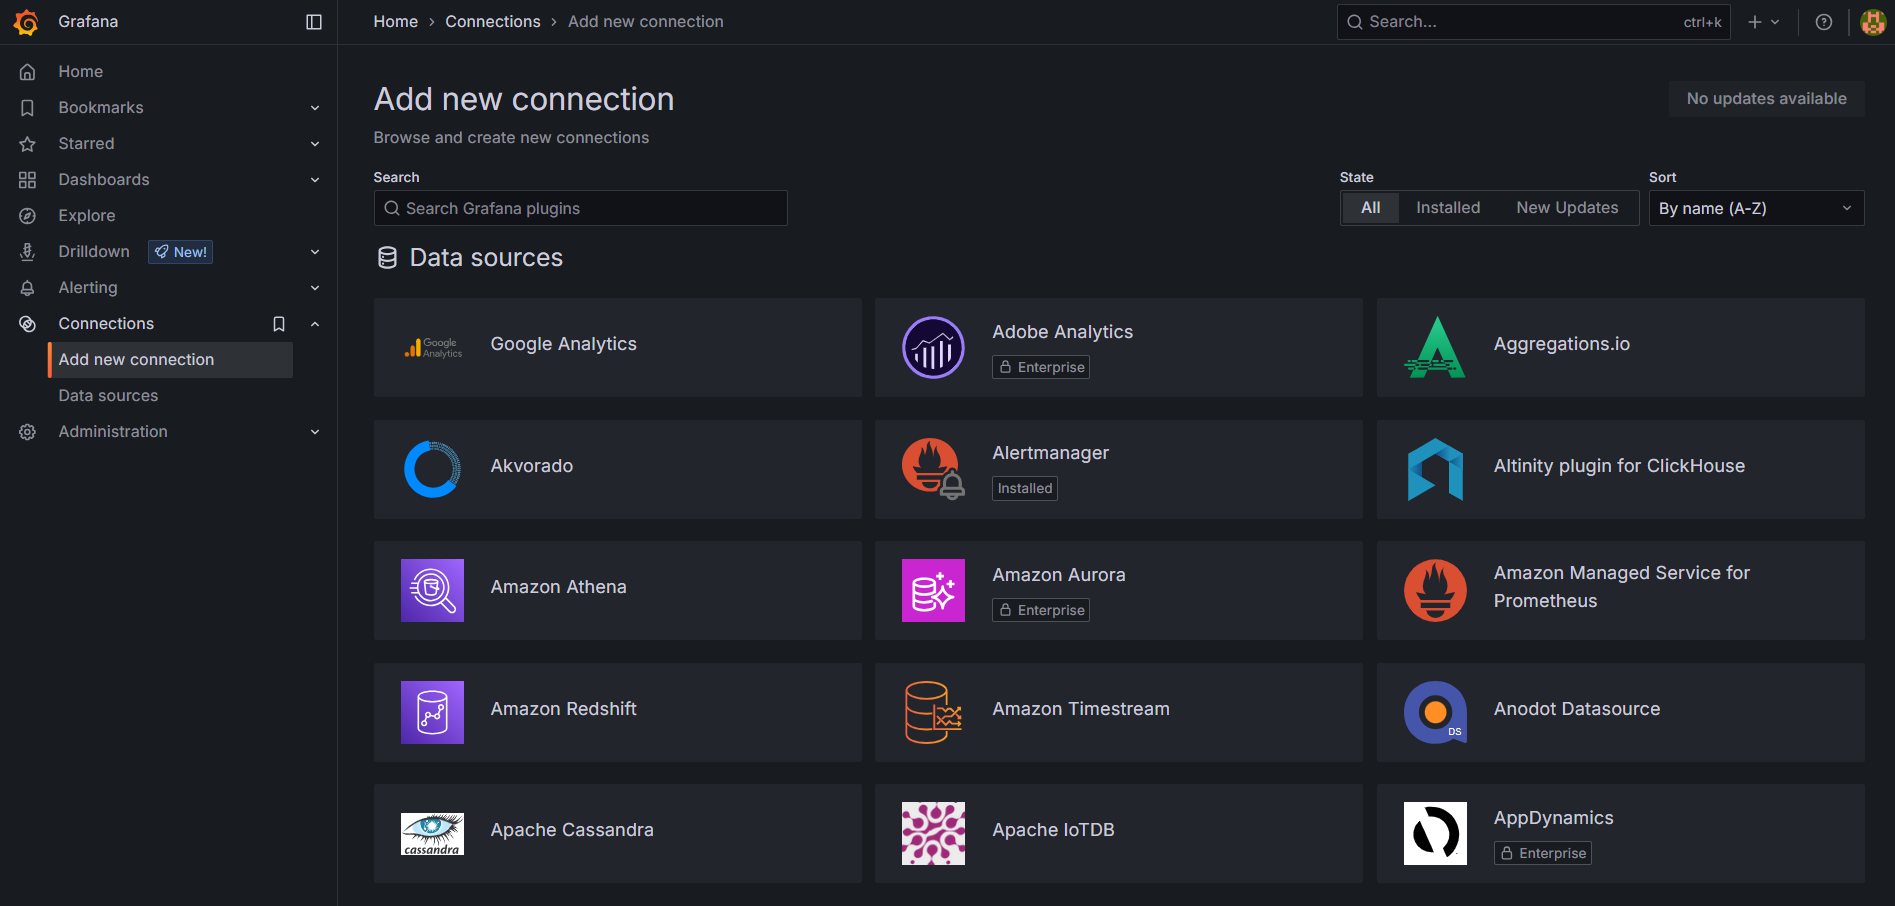 Grafana
Home › Connections › Add new connection
Search...
ctrl+k
Home
Bookmarks
Starred
Dashboards
Explore
Drilldown
New!
Alerting
Connections
Add new connection
Data sources
Administration
Add new connection
No updates available
Browse and create new connections
Search
Search Grafana plugins
State
All
Installed
New Updates
Sort
By name (A-Z)
Data sources
Google
Analytics
Google Analytics
Adobe Analytics
Enterprise
Aggregations.io
Akvorado
Alertmanager
Installed
Altinity plugin for ClickHouse
Amazon Athena
Amazon Aurora
Enterprise
Amazon Managed Service for
Prometheus
Amazon Redshift
Amazon Timestream
DS
Anodot Datasource
cassandra
Apache Cassandra
Apache IoTDB
AppDynamics
Enterprise